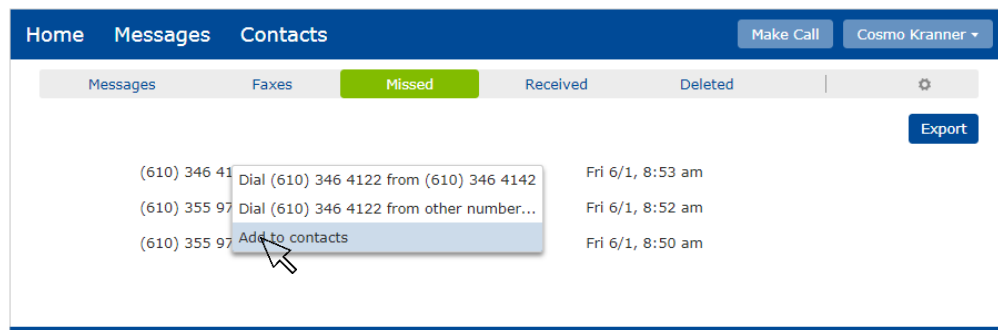 Home Messages Contacts Make Call Cosmo Kranner
Messages Faxes Missed Received Deleted
Export
(610) 346 41 Fri 6/1, 8:53 am
Dial (610) 346 4122 from (610) 346 4142
(610) 355 97 Fri 6/1, 8:52 am
Dial (610) 346 4122 from other number...
(610) 355 97 Fri 6/1, 8:50 am
Add to contacts